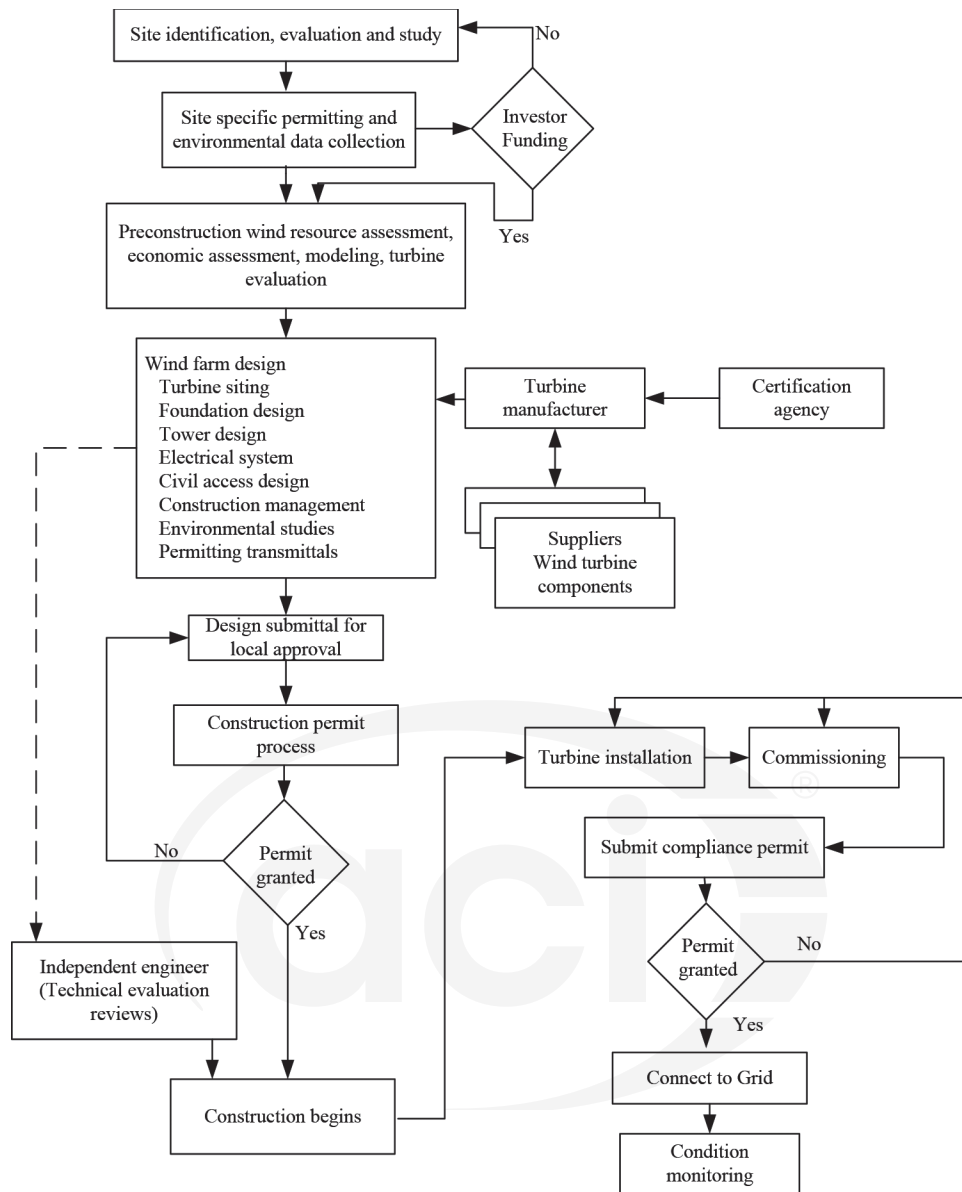 Site identification, evaluation and study
No
Site specific permitting and
environmental data collection
Investor
Funding
Yes
Preconstruction wind resource assessment,
economic assessment, modeling, turbine
evaluation
Wind farm design
Turbine siting
Foundation design
Tower design
Electrical system
Civil access design
Construction management
Environmental studies
Permitting transmittals
Turbine
manufacturer
Certification
agency
Suppliers
Wind turbine
components
Design submittal for
local approval
Construction permit
process
No
Permit
granted
Yes
Independent engineer
(Technical evaluation
reviews)
Construction begins
Turbine installation
Commissioning
Submit compliance permit
Permit
granted
No
Yes
Connect to Grid
Condition
monitoring
aci
®